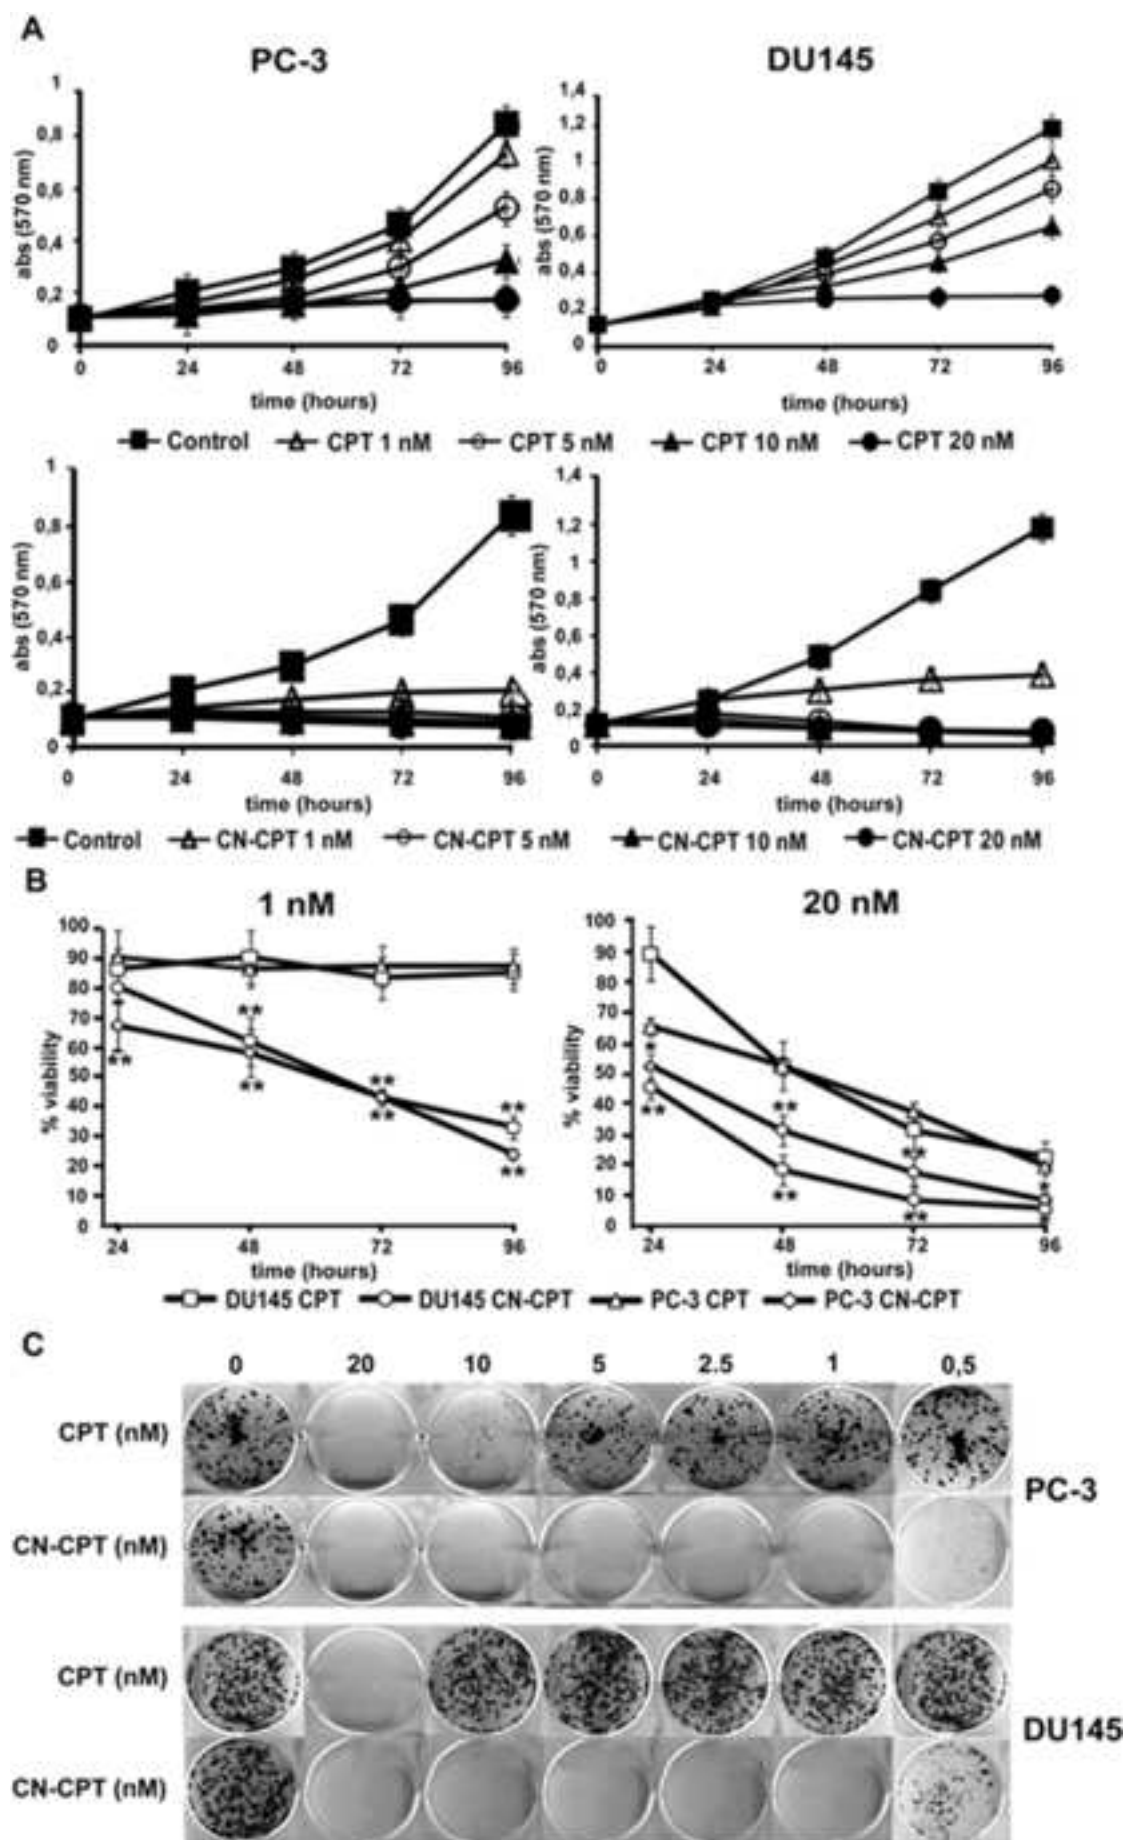 A
PC-3 DU145
1 1,4
0,8 1,2
0,6 1
0,4 0,8
0,2 0,6
0 0,4
0,2
0
abs (570 nm) abs (570 nm)
0 24 48 72 96 0 24 48 72 96
time (hours) time (hours)
Control CPT 1 nM CPT 5 nM CPT 10 nM CPT 20 nM
1 1,4
0,8 1,2
0,6 1
0,4 0,8
0,2 0,6
0 0,4
0,2
0
abs (570 nm) abs (570 nm)
0 24 48 72 96 0 24 48 72 96
time (hours) time (hours)
Control CN-CPT 1 nM CN-CPT 5 nM CN-CPT 10 nM CN-CPT 20 nM
B
1 nM 20 nM
100 100
90 90
80 80
70 70
60 60
50 50
40 40
30 30
20 20
10 10
0 0
% viability % viability
* ** ** ** ** ** ** **
* ** ** ** ** ** * *
24 48 72 96 24 48 72 96
time (hours) time (hours)
DU145 CPT DU145 CN-CPT PC-3 CPT PC-3 CN-CPT
C
0 20 10 5 2.5 1 0,5
CPT (nM)
PC-3
CN-CPT (nM)
CPT (nM)
DU145
CN-CPT (nM)